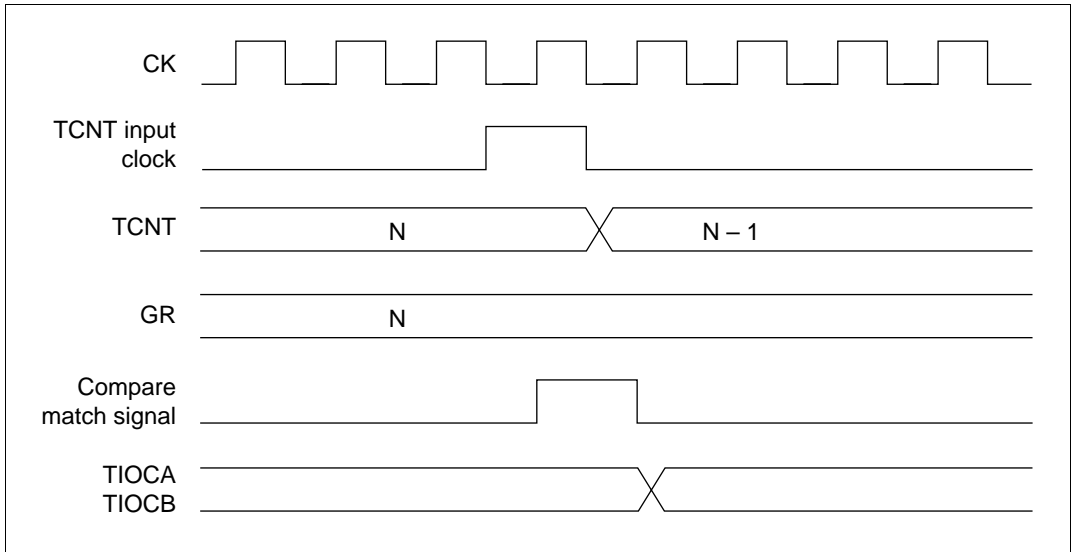 CK
TCNT input
clock
TCNT
N
N – 1
GR
N
Compare
match signal
TIOCA
TIOCB